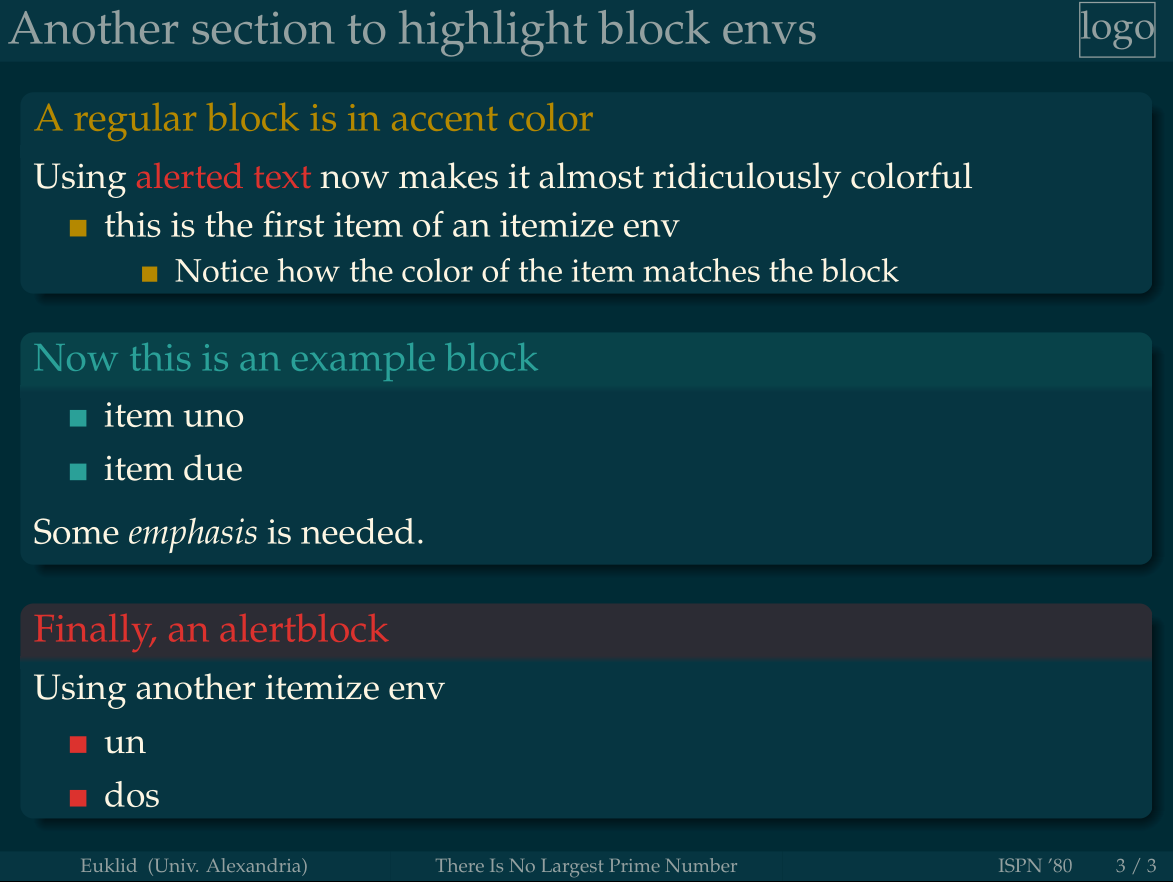 Another section to highlight block envs
logo
A regular block is in accent color
Using alerted text now makes it almost ridiculously colorful
this is the first item of an itemize env
Notice how the color of the item matches the block
Now this is an example block
item uno
item due
Some emphasis is needed.
Finally, an alertblock
Using another itemize env
un
dos
Euklid (Univ. Alexandria) There Is No Largest Prime Number ISPN ’80 3 / 3